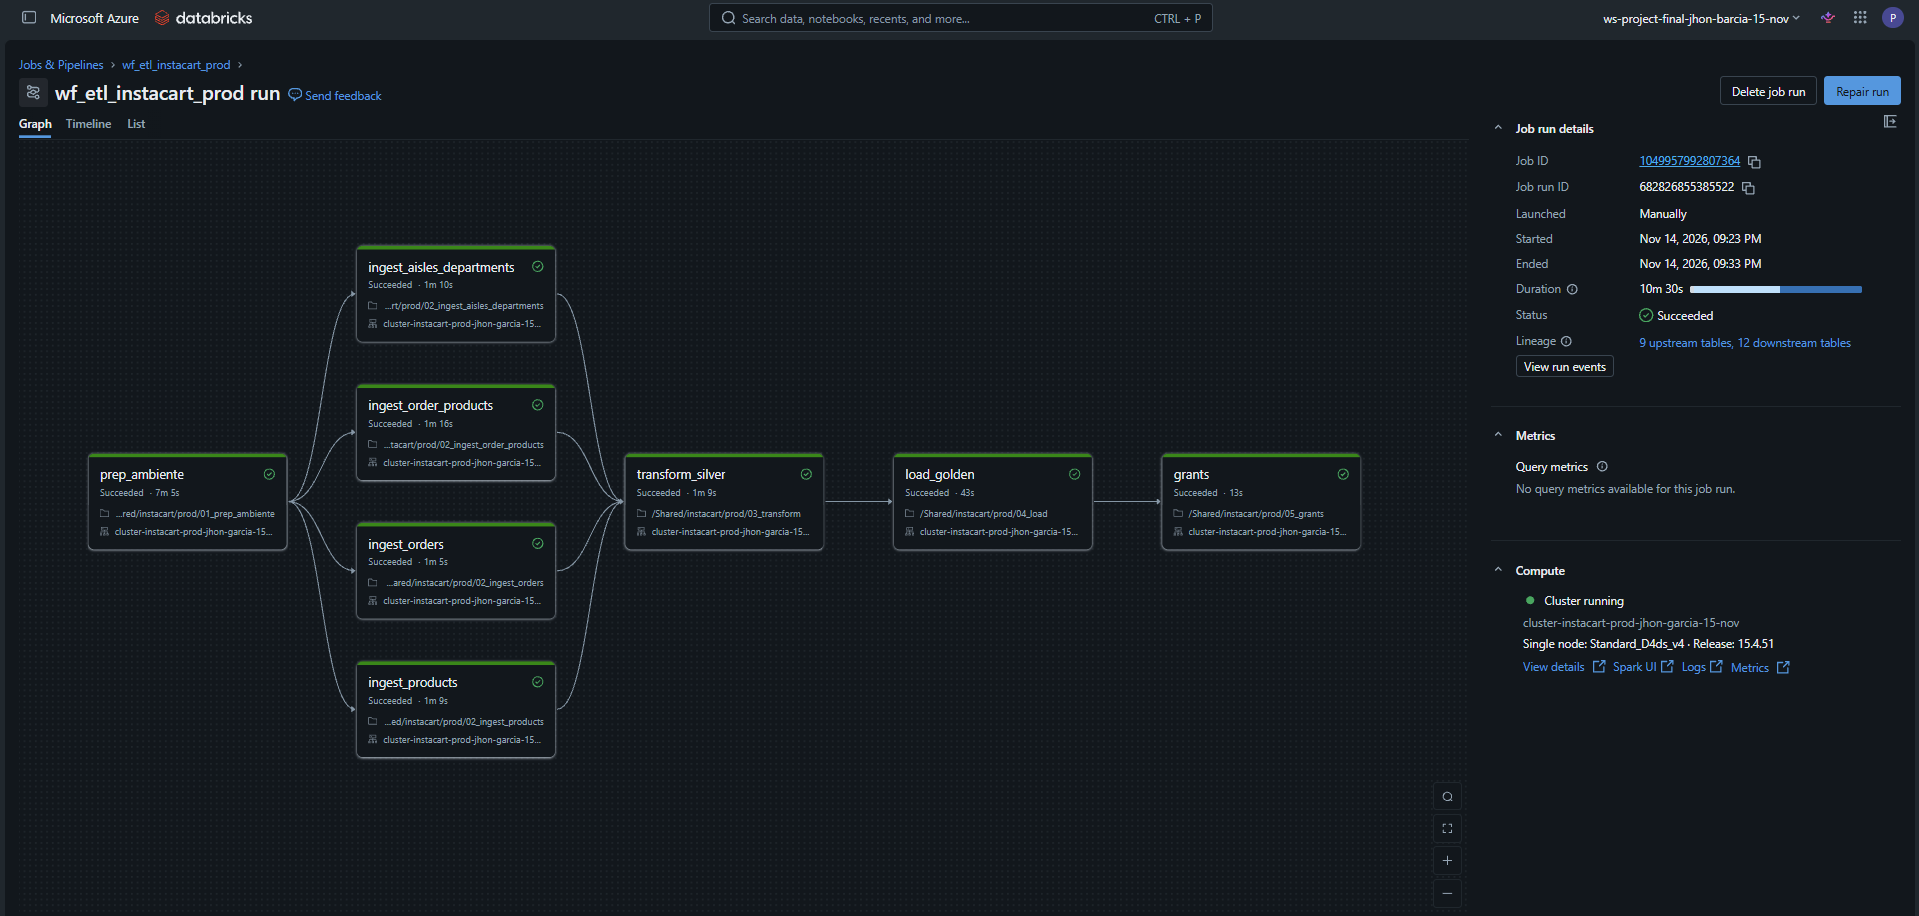 Microsoft Azure databricks
Search data, notebooks, recents, and more... CTRL + P
ws-project-final-jhon-barcia-15-nov
P
Jobs & Pipelines › wf_etl_instacart_prod ›
wf_etl_instacart_prod run
Send feedback
Delete job run
Repair run
Graph Timeline List
prep_ambiente
Succeeded · 7m 5s
...red/instacart/prod/01_prep_ambiente
cluster-instacart-prod-jhon-garcia-15...
ingest_aisles_departments
Succeeded · 1m 10s
...rt/prod/02_ingest_aisles_departments
cluster-instacart-prod-jhon-garcia-15...
ingest_order_products
Succeeded · 1m 16s
...tacart/prod/02_ingest_order_products
cluster-instacart-prod-jhon-garcia-15...
ingest_orders
Succeeded · 1m 5s
...ared/instacart/prod/02_ingest_orders
cluster-instacart-prod-jhon-garcia-15...
ingest_products
Succeeded · 1m 9s
...ed/instacart/prod/02_ingest_products
cluster-instacart-prod-jhon-garcia-15...
transform_silver
Succeeded · 1m 9s
/Shared/instacart/prod/03_transform
cluster-instacart-prod-jhon-garcia-15...
load_golden
Succeeded · 43s
/Shared/instacart/prod/04_load
cluster-instacart-prod-jhon-garcia-15...
grants
Succeeded · 13s
/Shared/instacart/prod/05_grants
cluster-instacart-prod-jhon-garcia-15...
Job run details
Job ID 1049957992807364
Job run ID 682826855385522
Launched Manually
Started Nov 14, 2026, 09:23 PM
Ended Nov 14, 2026, 09:33 PM
Duration 10m 30s
Status Succeeded
Lineage 9 upstream tables, 12 downstream tables
View run events
Metrics
Query metrics
No query metrics available for this job run.
Compute
Cluster running
cluster-instacart-prod-jhon-garcia-15-nov
Single node: Standard_D4ds_v4 · Release: 15.4.51
View details Spark UI Logs Metrics